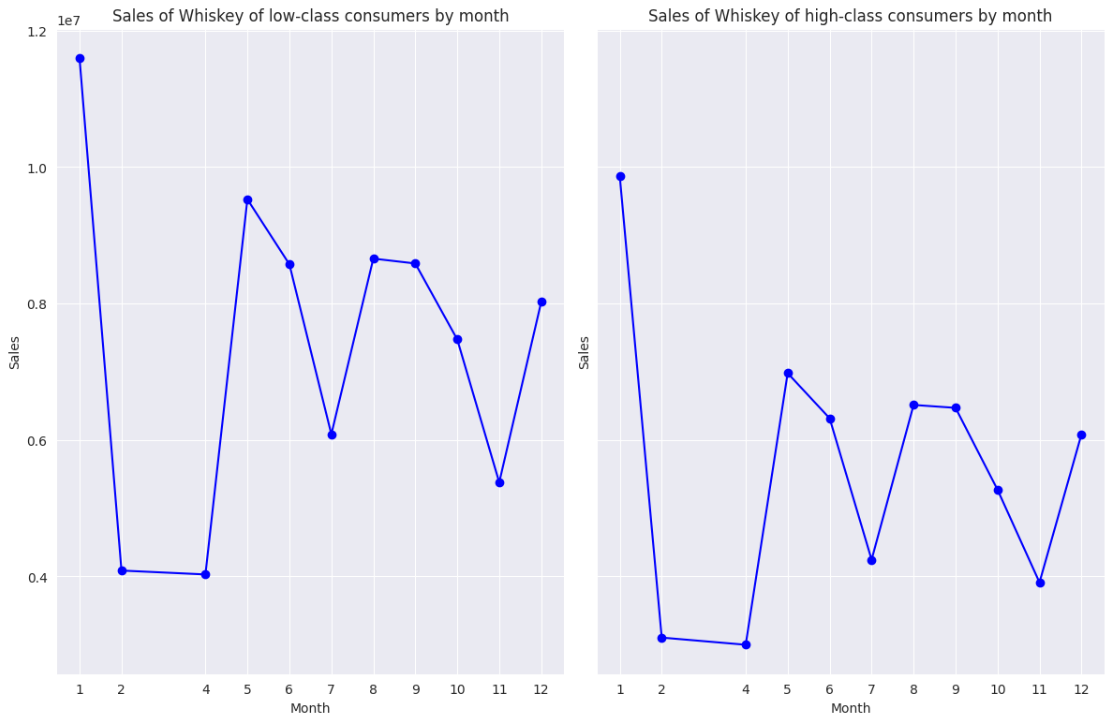 Sales of Whiskey of low-class consumers by month
1e7
1.2
1.0
0.8
0.6
0.4
Sales
1 2 4 5 6 7 8 9 10 11 12
Month
Sales of Whiskey of high-class consumers by month
Sales
1 2 4 5 6 7 8 9 10 11 12
Month